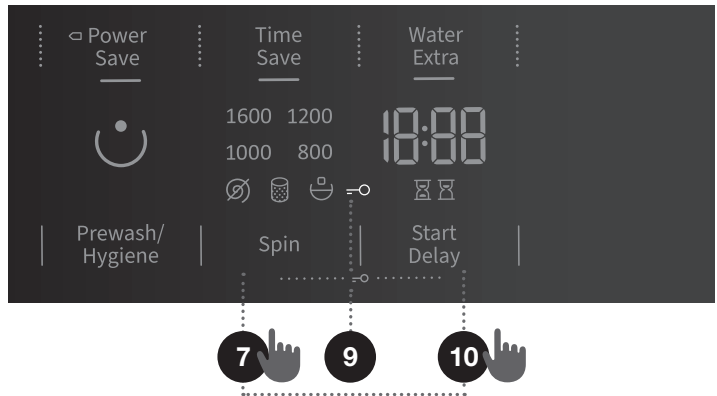 Power
Save
Time
Save
Water
Extra
1600 1200
1000 800
18:88
Prewash/
Hygiene
Spin
Start
Delay
7
9
10